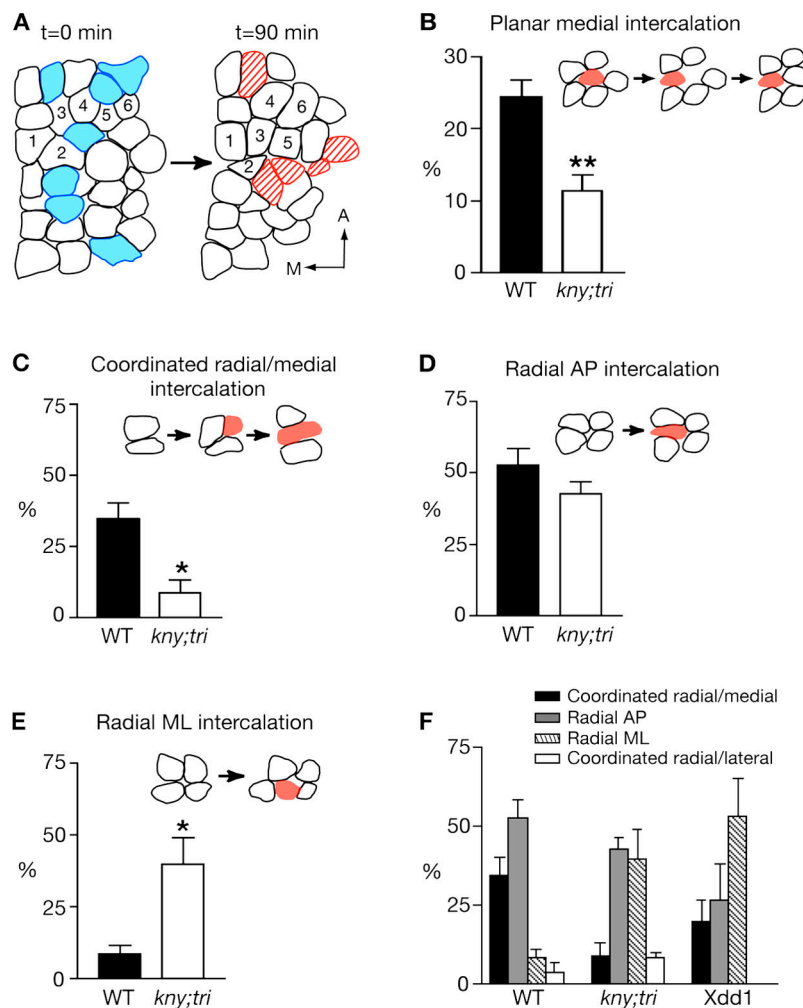 A
t=0 min
t=90 min
3
4
5
6
1
2
4
6
1
3
5
2
A
M
B
Planar medial intercalation
30
20
%
10
0
**
WT
kny;tri
C
Coordinated radial/medial
intercalation
75
50
%
25
0
*
WT
kny;tri
D
Radial AP intercalation
75
50
%
25
0
WT
kny;tri
E
Radial ML intercalation
75
50
%
25
0
*
WT
kny;tri
F
Coordinated radial/medial
Radial AP
Radial ML
Coordinated radial/lateral
75
50
%
25
0
WT
kny;tri
Xdd1